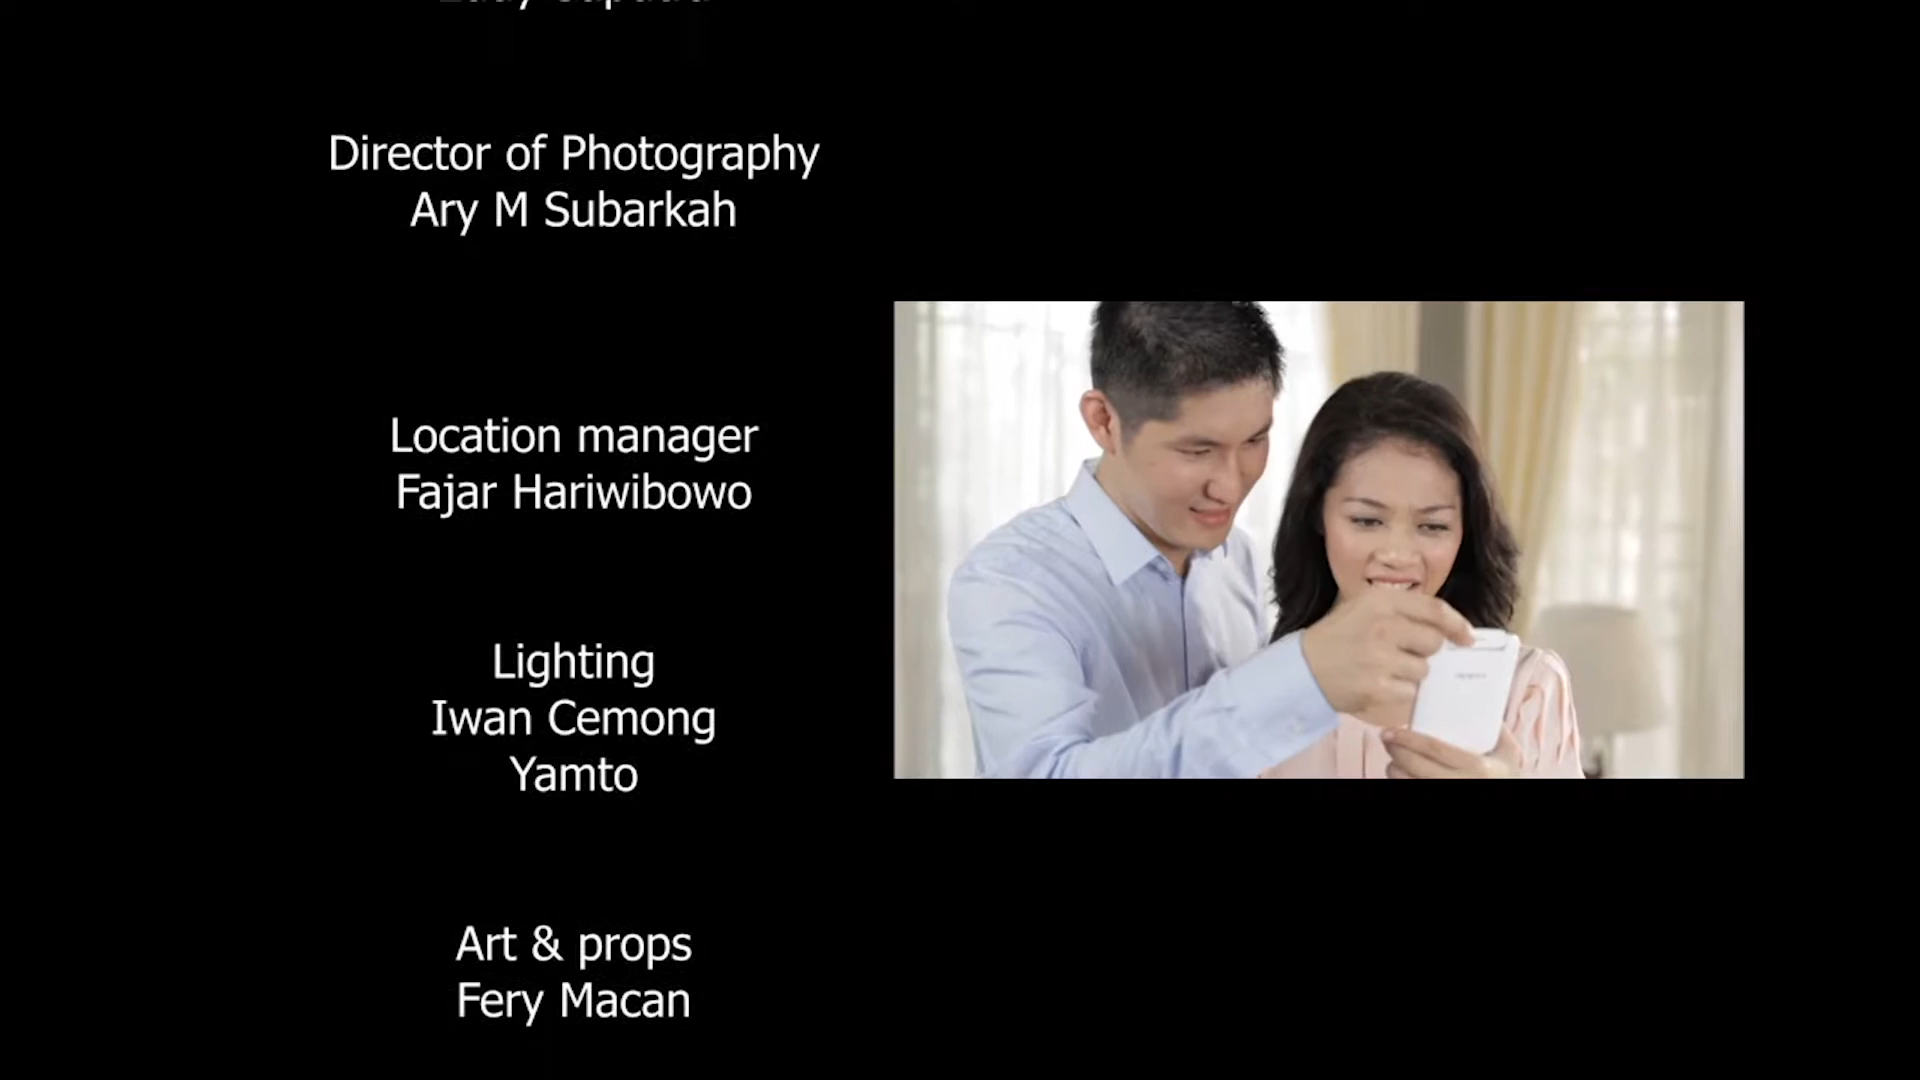 Director of Photography
Ary M Subarkah
Location manager
Fajar Hariwibowo
Lighting
Iwan Cemong
Yamto
Art & props
Fery Macan